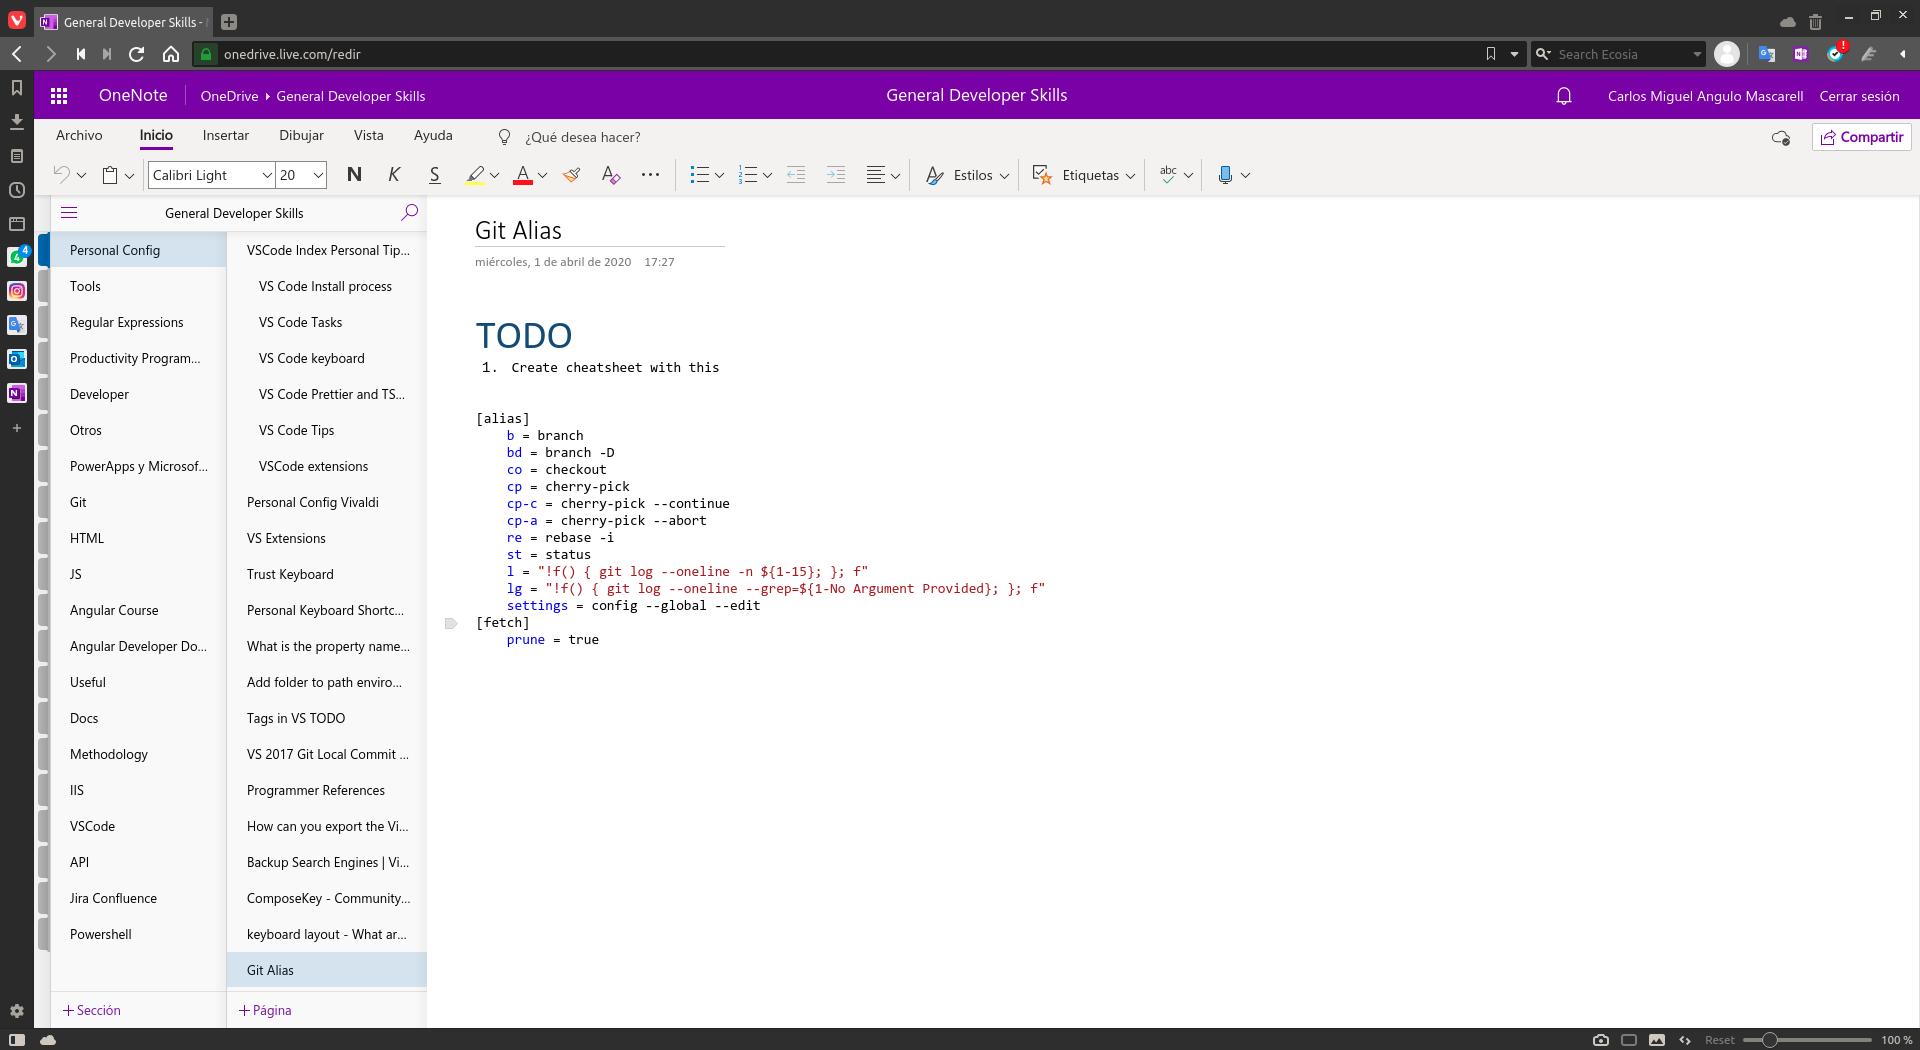 General Developer Skills -
onedrive.live.com/redir
Search Ecosia
OneNote
OneDrive ▸ General Developer Skills
General Developer Skills
Carlos Miguel Angulo Mascarell
Cerrar sesión
Archivo
Inicio
Insertar
Dibujar
Vista
Ayuda
¿Qué desea hacer?
Compartir
Calibri Light
20
N
K
S
A
Estilos
Etiquetas
abc
General Developer Skills
4
Personal Config
Tools
Regular Expressions
Productivity Program...
Developer
Otros
PowerApps y Microsof...
Git
HTML
JS
Angular Course
Angular Developer Do...
Useful
Docs
Methodology
IIS
VSCode
API
Jira Confluence
Powershell
+ Sección
VSCode Index Personal Tip...
VS Code Install process
VS Code Tasks
VS Code keyboard
VS Code Prettier and TS...
VS Code Tips
VSCode extensions
Personal Config Vivaldi
VS Extensions
Trust Keyboard
Personal Keyboard Shortc...
What is the property name...
Add folder to path enviro...
Tags in VS TODO
VS 2017 Git Local Commit ...
Programmer References
How can you export the Vi...
Backup Search Engines | Vi...
ComposeKey - Community...
keyboard layout - What ar...
Git Alias
+ Página
Git Alias
miércoles, 1 de abril de 2020 17:27
TODO
1. Create cheatsheet with this
[alias]
b = branch
bd = branch -D
co = checkout
cp = cherry-pick
cp-c = cherry-pick --continue
cp-a = cherry-pick --abort
re = rebase -i
st = status
l = "!f() { git log --oneline -n ${1-15}; }; f"
lg = "!f() { git log --oneline --grep=${1-No Argument Provided}; }; f"
settings = config --global --edit
[fetch]
prune = true
Reset
100 %